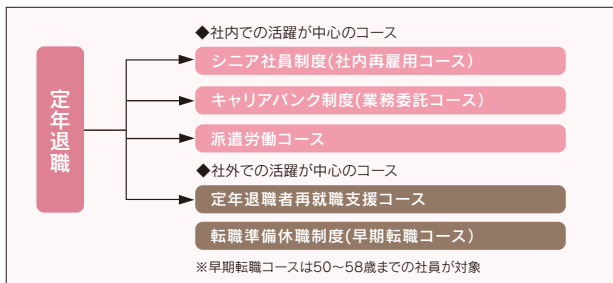 ◆社内での活躍が中心のコース
シニア社員制度(社内再雇用コース)
キャリアバンク制度(業務委託コース)
派遣労働コース
定年退職
◆社外での活躍が中心のコース
定年退職者再就職支援コース
転職準備休職制度(早期転職コース)
※早期転職コースは50〜58歳までの社員が対象